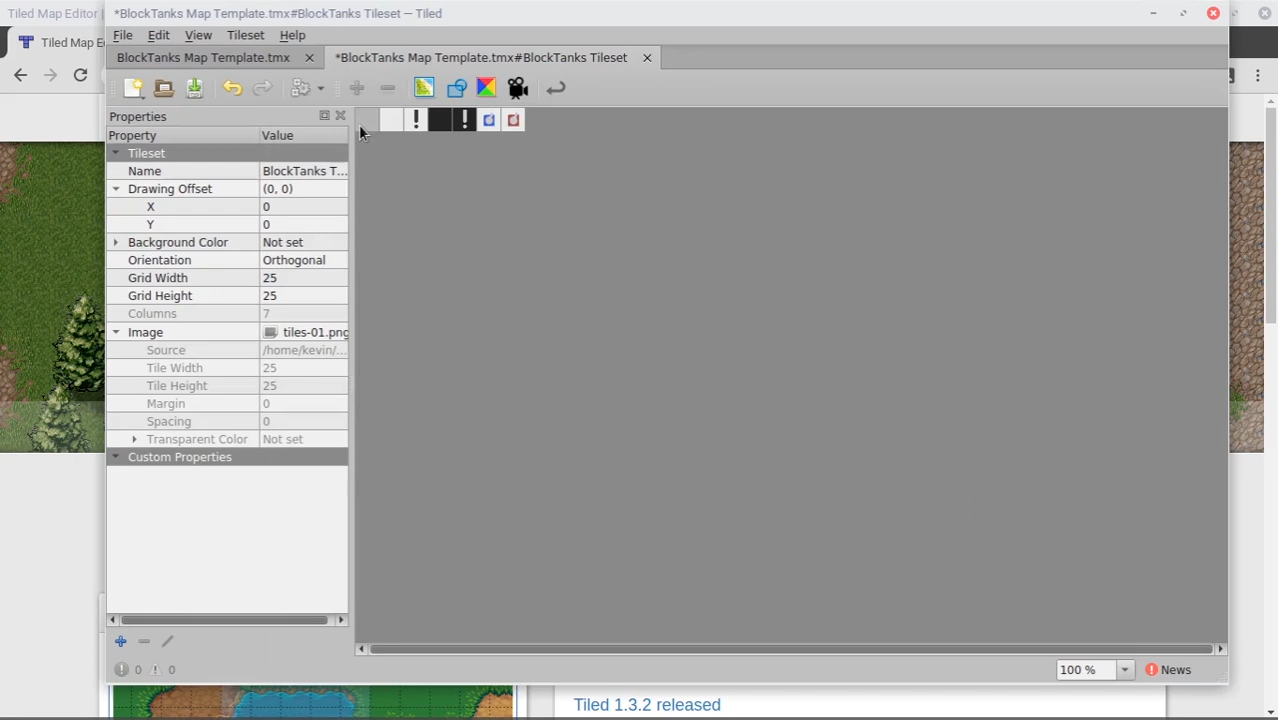 Tiled Map Editor |
*BlockTanks Map Template.tmx#BlockTanks Tileset — Tiled
Tiled Map E
File Edit View Tileset Help
BlockTanks Map Template.tmx
*BlockTanks Map Template.tmx#BlockTanks Tileset
Properties
Property Value
Tileset
Name BlockTanks T...
Drawing Offset (0, 0)
X 0
Y 0
Background Color Not set
Orientation Orthogonal
Grid Width 25
Grid Height 25
Columns 7
Image tiles-01.png
Source /home/kevin/...
Tile Width 25
Tile Height 25
Margin 0
Spacing 0
Transparent Color Not set
Custom Properties
0 0
100 %
News
Tiled 1.3.2 released